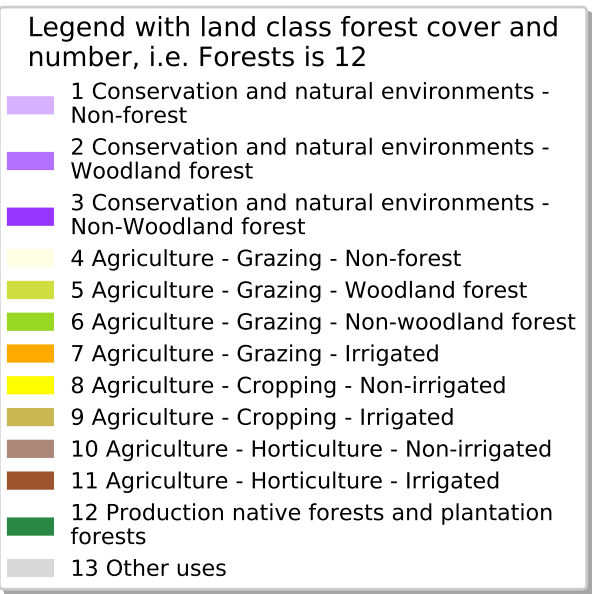 Legend with land class forest cover and
number, i.e. Forests is 12
1 Conservation and natural environments -
Non-forest
2 Conservation and natural environments -
Woodland forest
3 Conservation and natural environments -
Non-Woodland forest
4 Agriculture - Grazing - Non-forest
5 Agriculture - Grazing - Woodland forest
6 Agriculture - Grazing - Non-woodland forest
7 Agriculture - Grazing - Irrigated
8 Agriculture - Cropping - Non-irrigated
9 Agriculture - Cropping - Irrigated
10 Agriculture - Horticulture - Non-irrigated
11 Agriculture - Horticulture - Irrigated
12 Production native forests and plantation
forests
13 Other uses